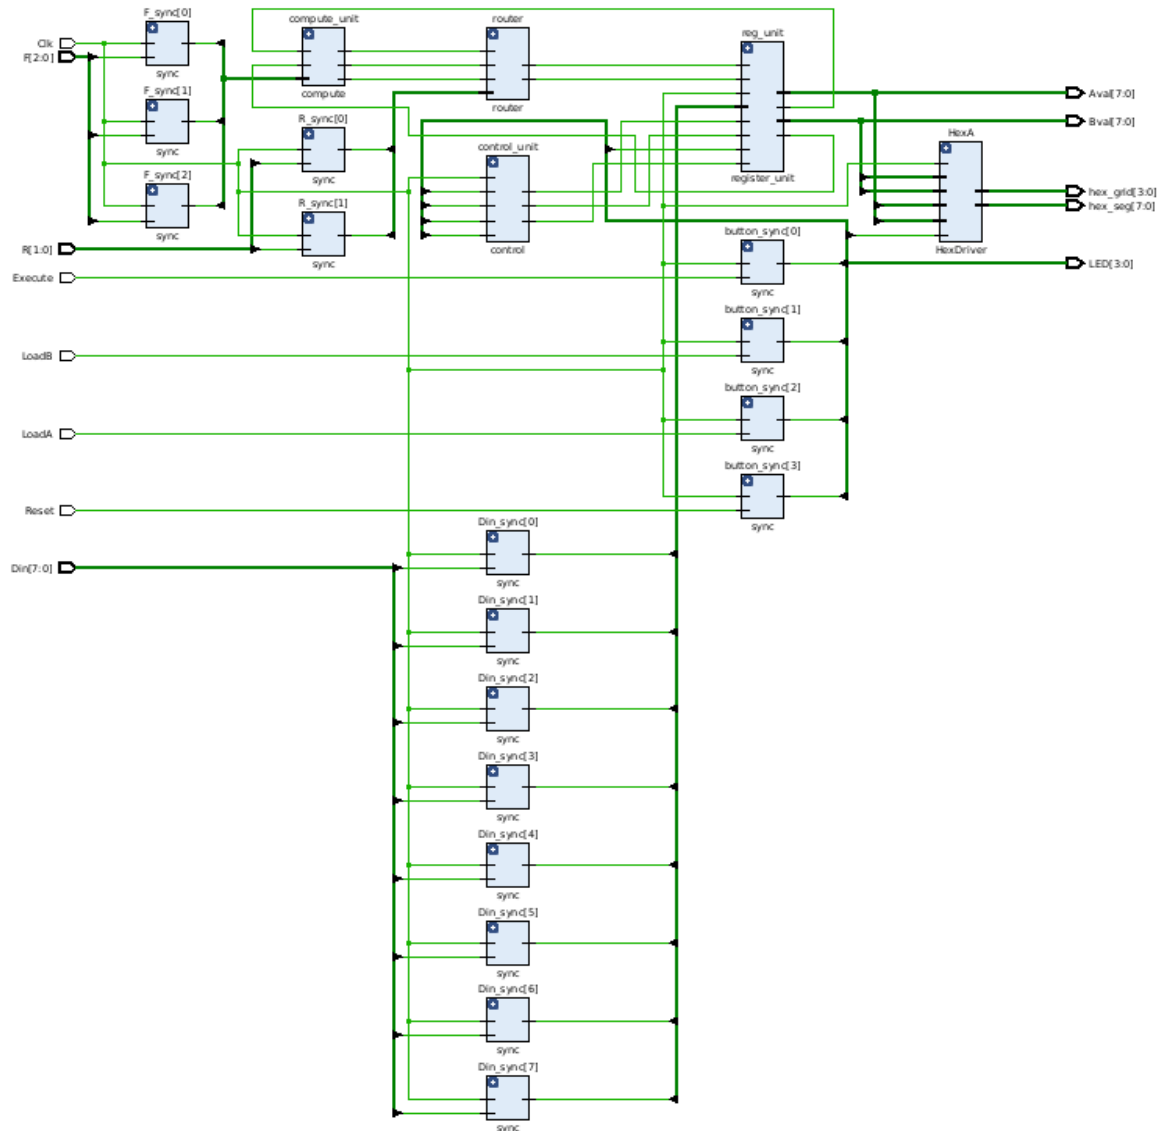 F_sync[0]
sync
F_sync[1]
sync
F_sync[2]
sync
Clk
F[2:0]
R[1:0]
Execute
LoadB
LoadA
Reset
Din[7:0]
compute_unit
compute
R_sync[0]
sync
R_sync[1]
sync
router
router
control_unit
control
reg_unit
register_unit
button_sync[0]
sync
button_sync[1]
sync
button_sync[2]
sync
button_sync[3]
sync
HexA
HexDriver
Aval[7:0]
Bval[7:0]
hex_grid[3:0]
hex_seg[7:0]
LED[3:0]
Din_sync[0]
sync
Din_sync[1]
sync
Din_sync[2]
sync
Din_sync[3]
sync
Din_sync[4]
sync
Din_sync[5]
sync
Din_sync[6]
sync
Din_sync[7]
sync